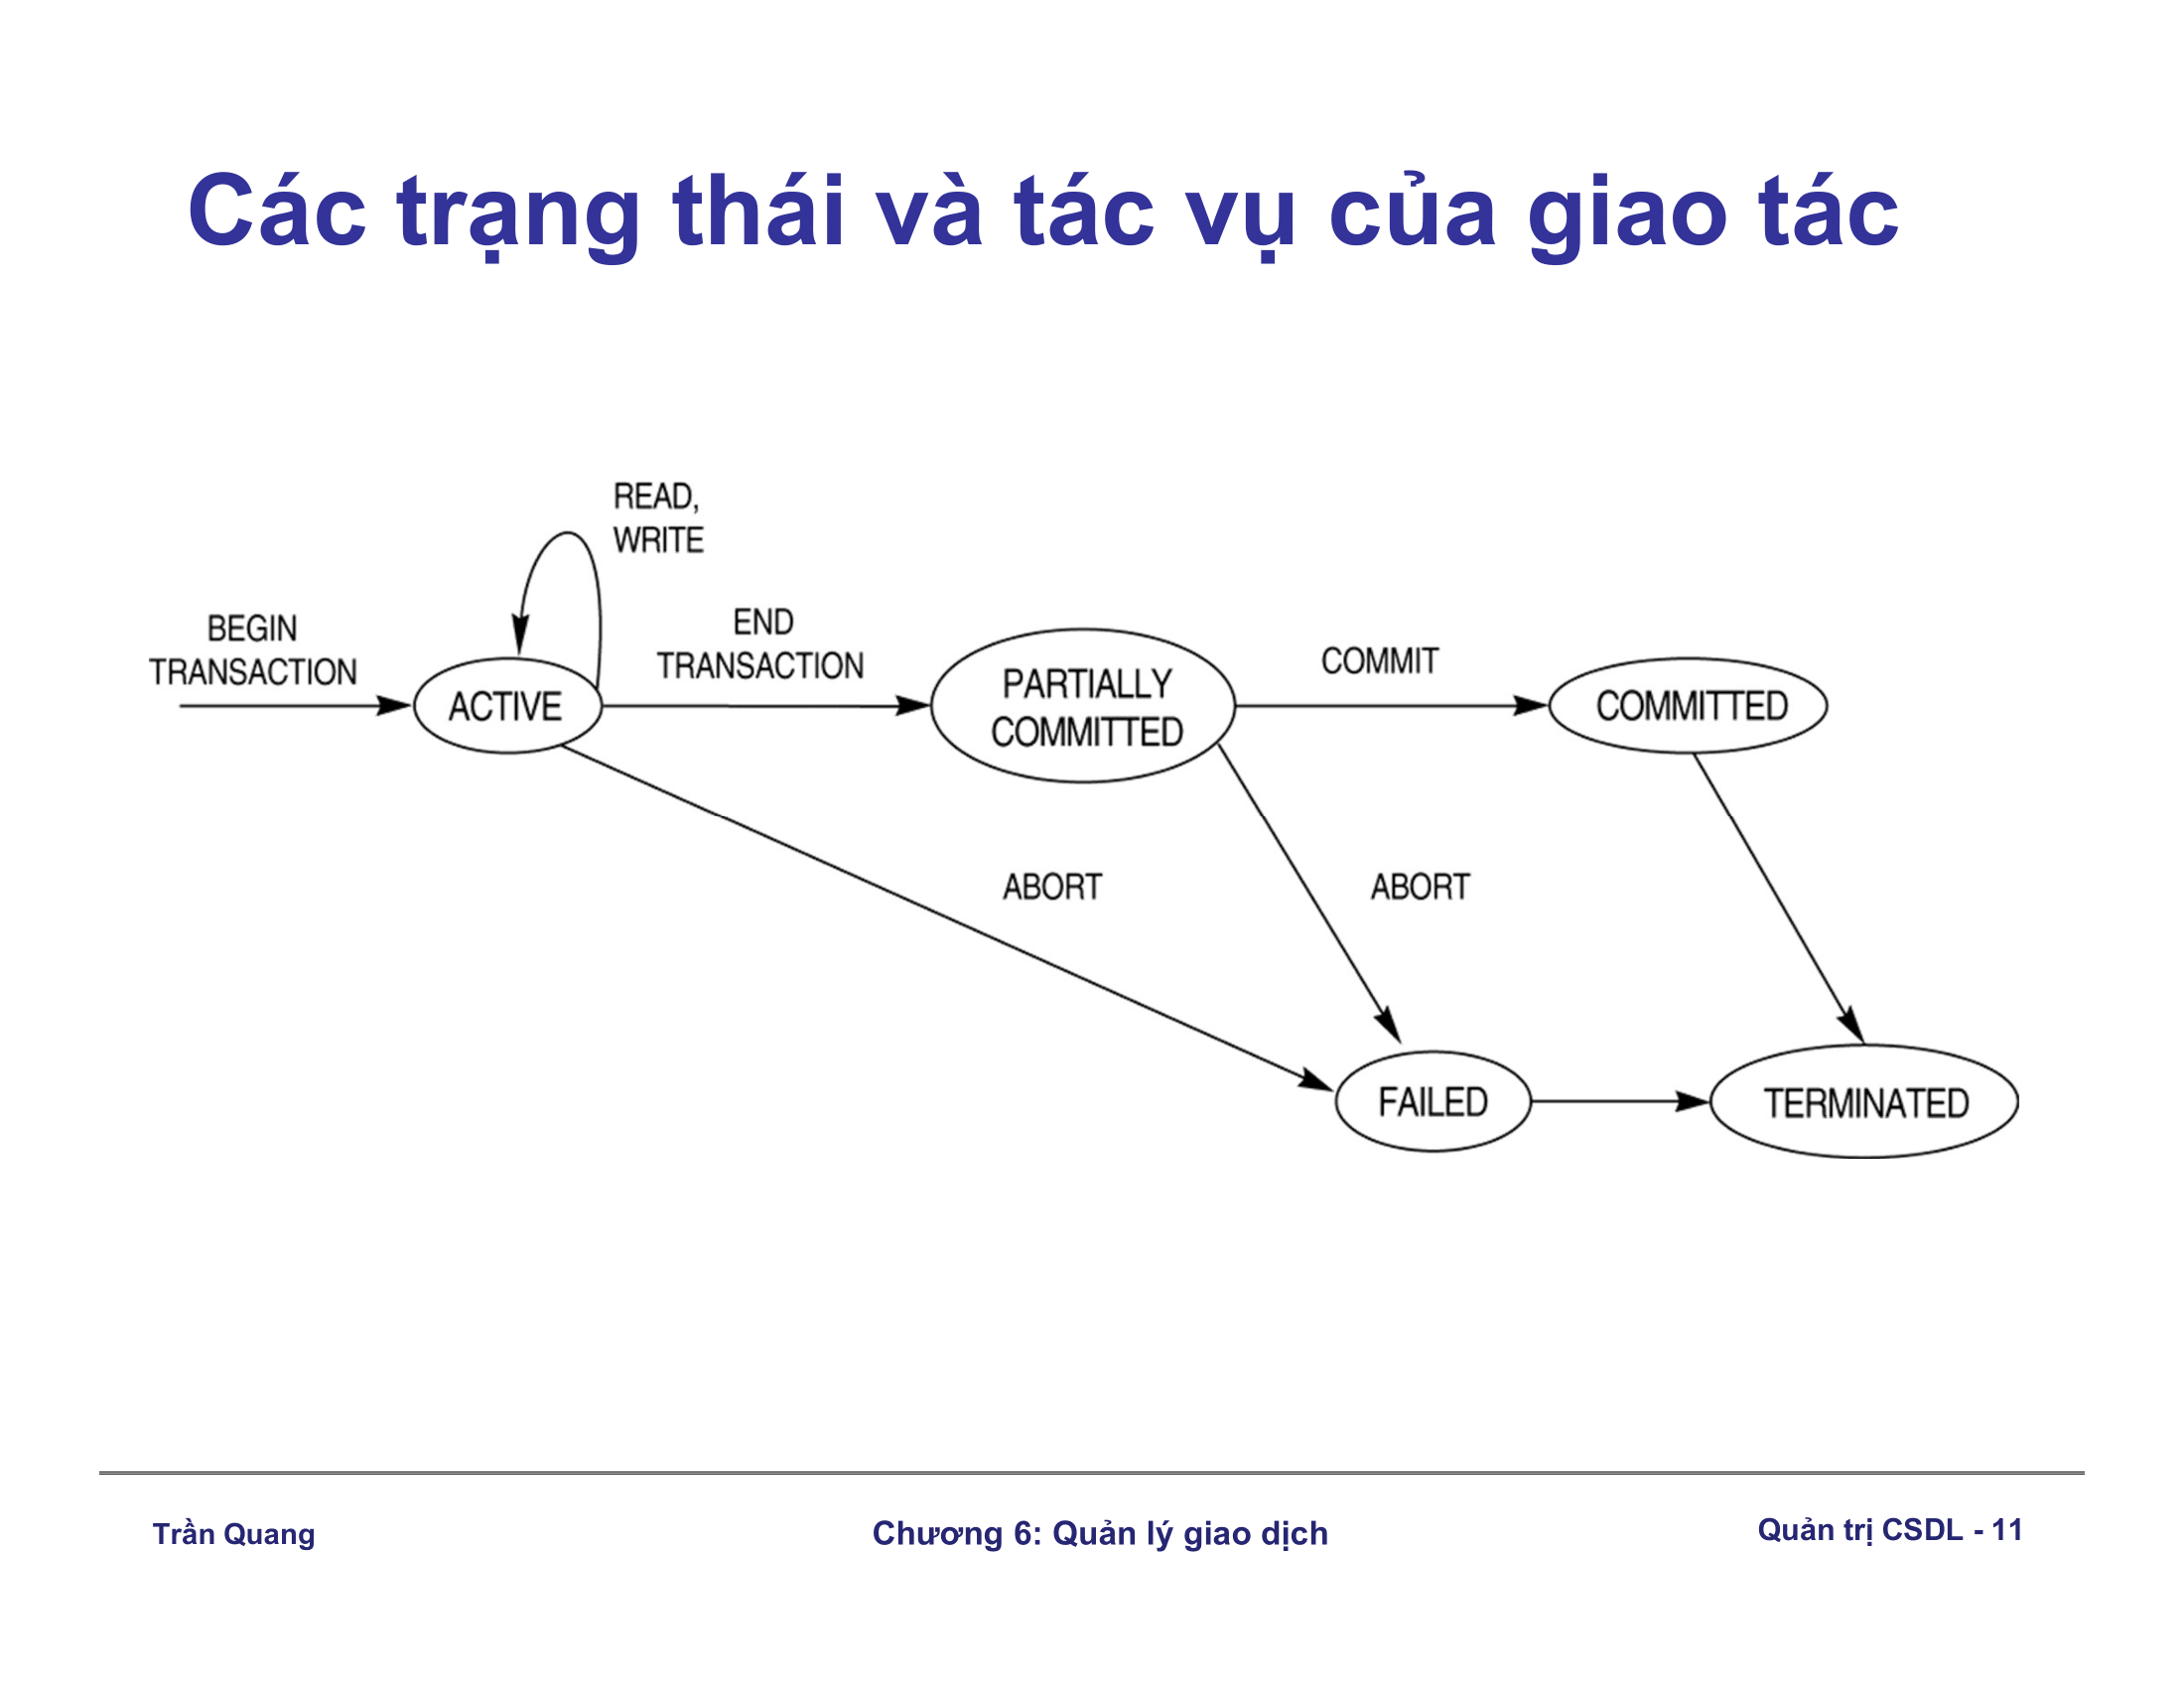 Các trạng thái và tác vụ của giao tác
READ,
WRITE
BEGIN
TRANSACTION
END
TRANSACTION
COMMIT
ACTIVE
PARTIALLY
COMMITTED
COMMITTED
ABORT
ABORT
FAILED
TERMINATED
Trần Quang
Chương 6: Quản lý giao dịch
Quản trị CSDL - 11